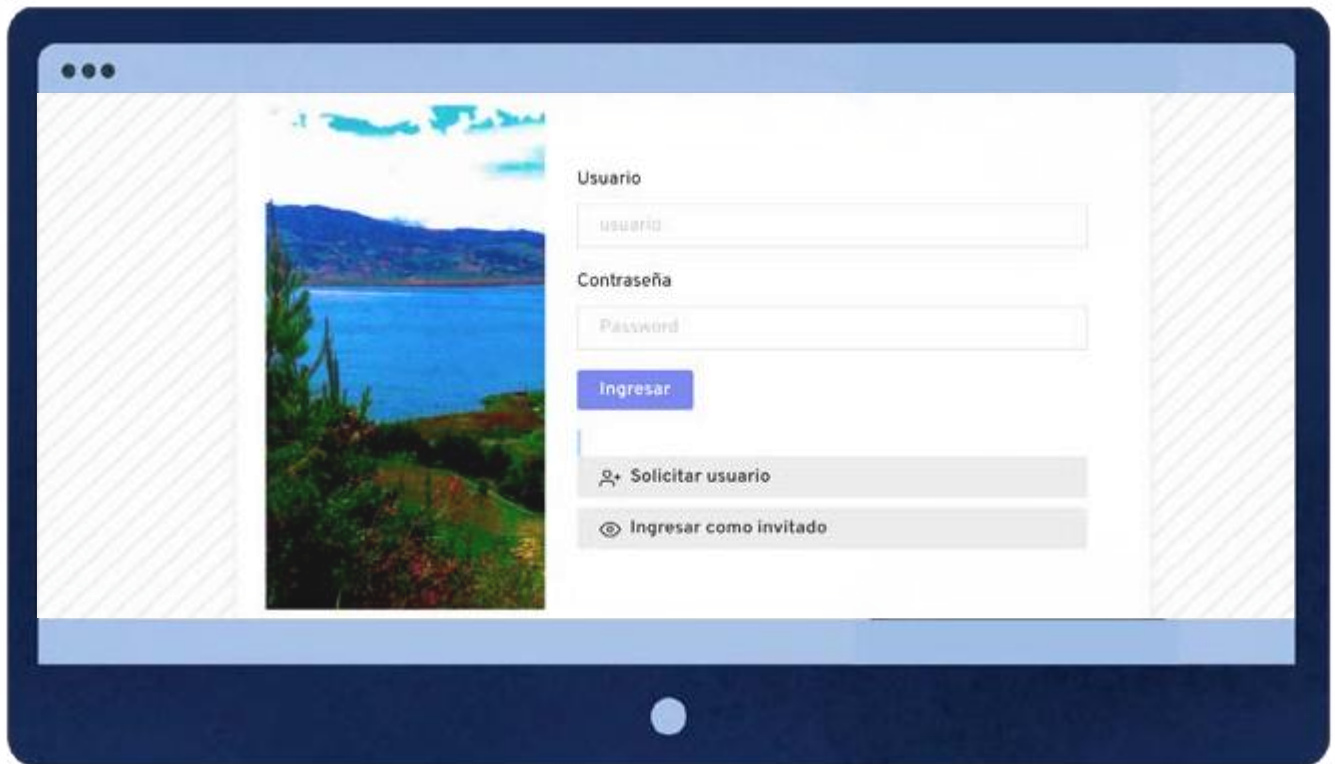 Usuario
usuario
Contraseña
Password
Ingresar
Solicitar usuario
Ingresar como invitado